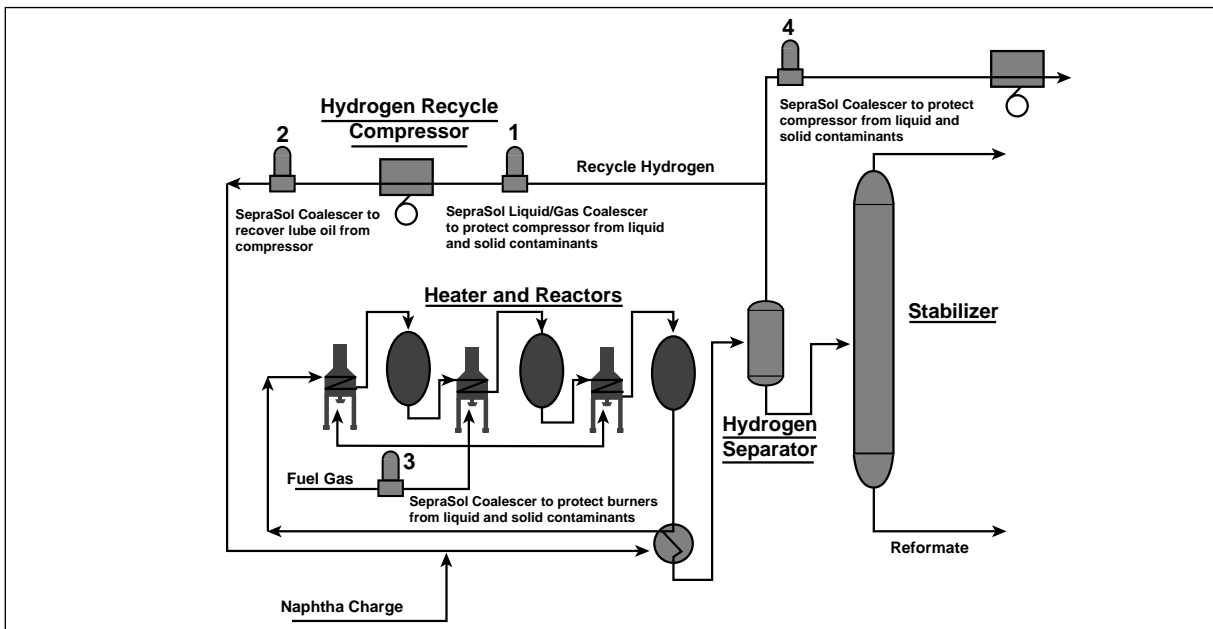 4
SepraSol Coalescer to protect
compressor from liquid and
solid contaminants
Hydrogen Recycle
Compressor
2
1
Recycle Hydrogen
SepraSol Coalescer to
recover lube oil from
compressor
SepraSol Liquid/Gas Coalescer
to protect compressor from liquid
and solid contaminants
Heater and Reactors
Stabilizer
Hydrogen
Separator
3
Fuel Gas
SepraSol Coalescer to protect burners
from liquid and solid contaminants
Reformate
Naphtha Charge